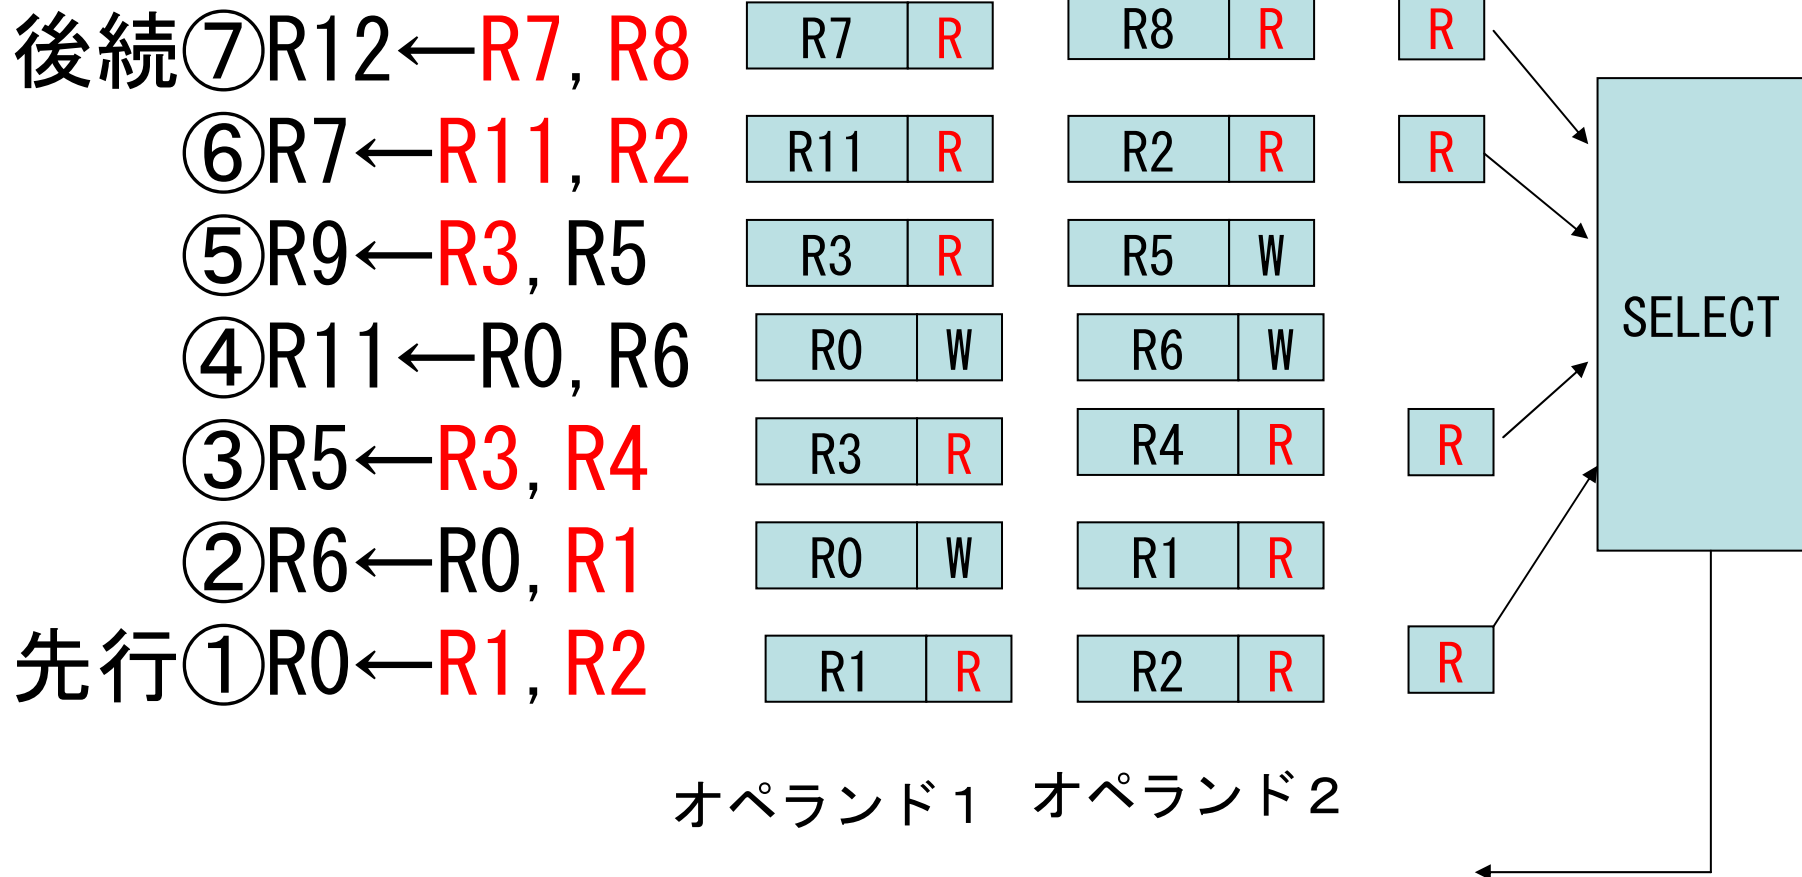 後続⑦R12←R7, R8 R7 R R8 R R
⑥R7←R11, R2 R11 R R2 R R
⑤R9←R3, R5 R3 R R5 W
SELECT
④R11←R0, R6 R0 W R6 W
③R5←R3, R4 R3 R R4 R R
②R6←R0, R1 R0 W R1 R
先行①R0←R1, R2 R1 R R2 R R
オペランド1 オペランド2